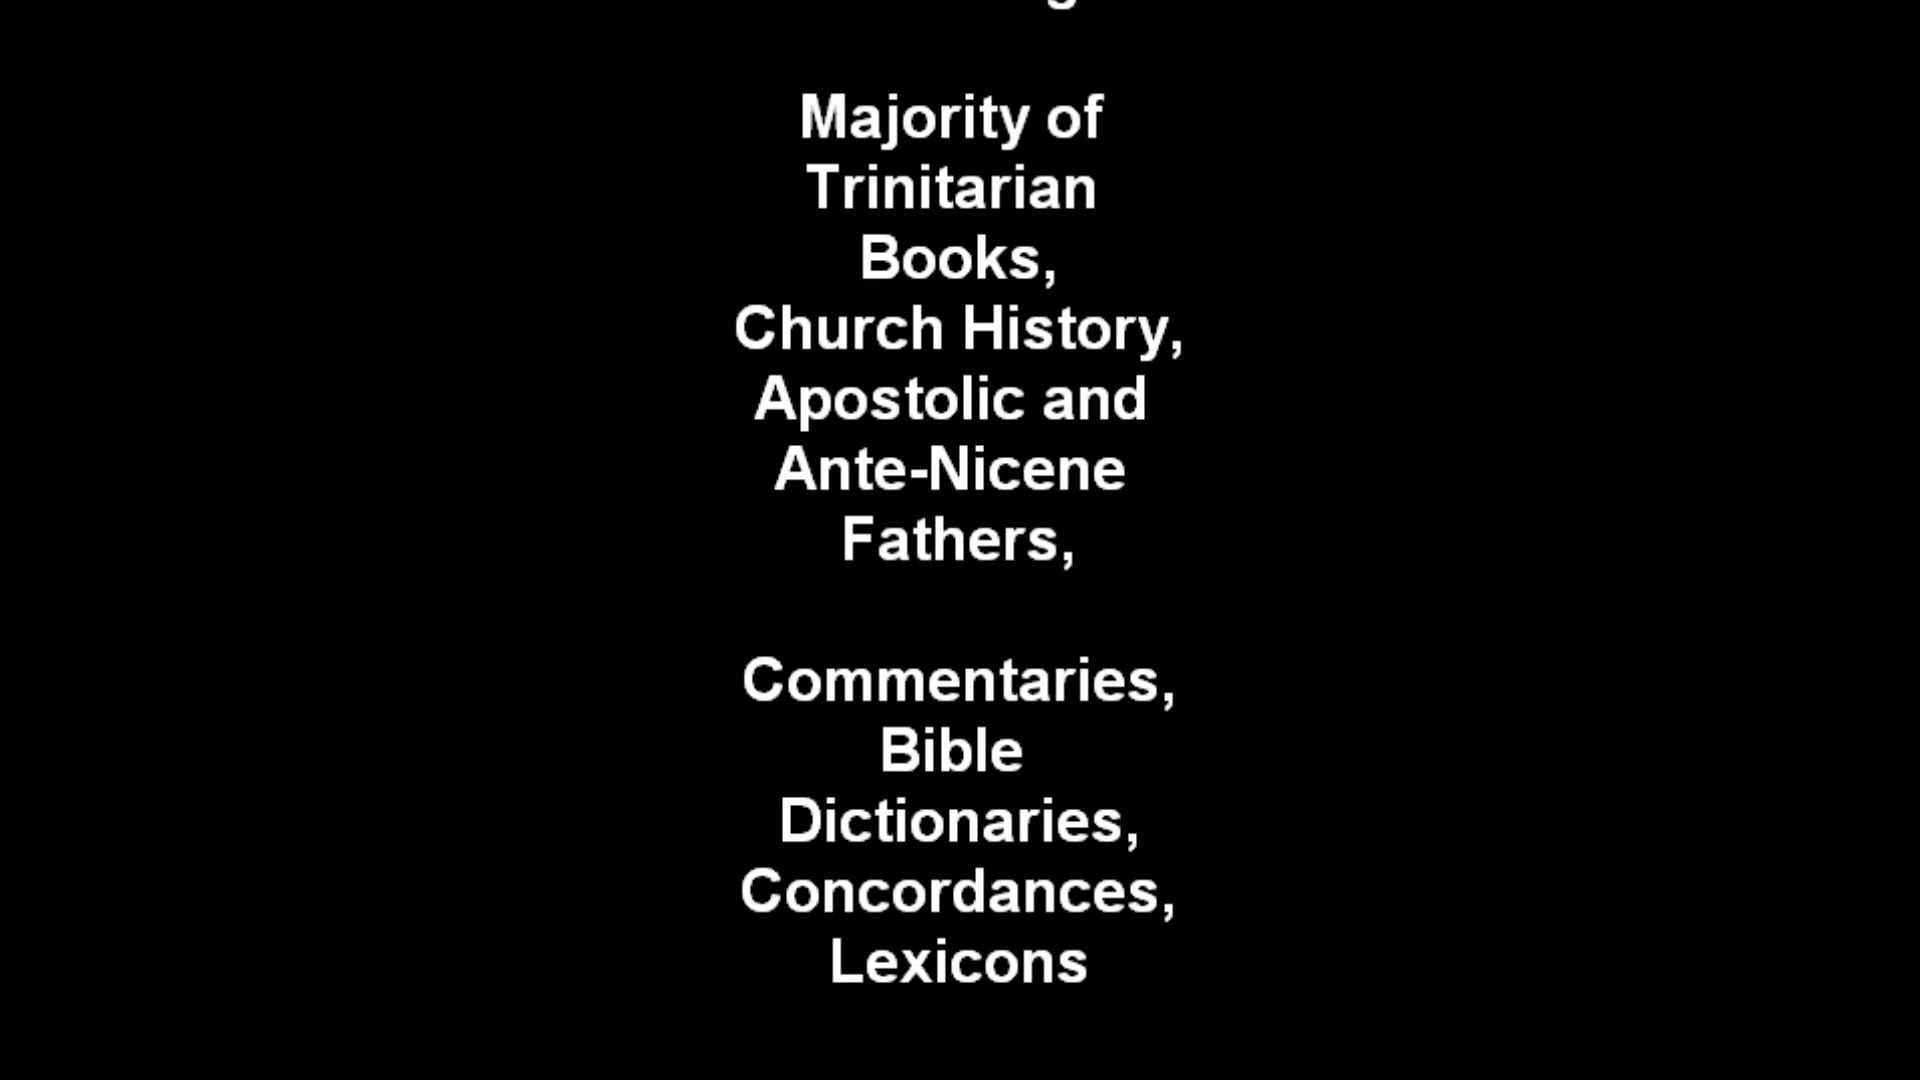 Majority of
Trinitarian
Books,
Church History,
Apostolic and
Ante-Nicene
Fathers,
Commentaries,
Bible
Dictionaries,
Concordances,
Lexicons